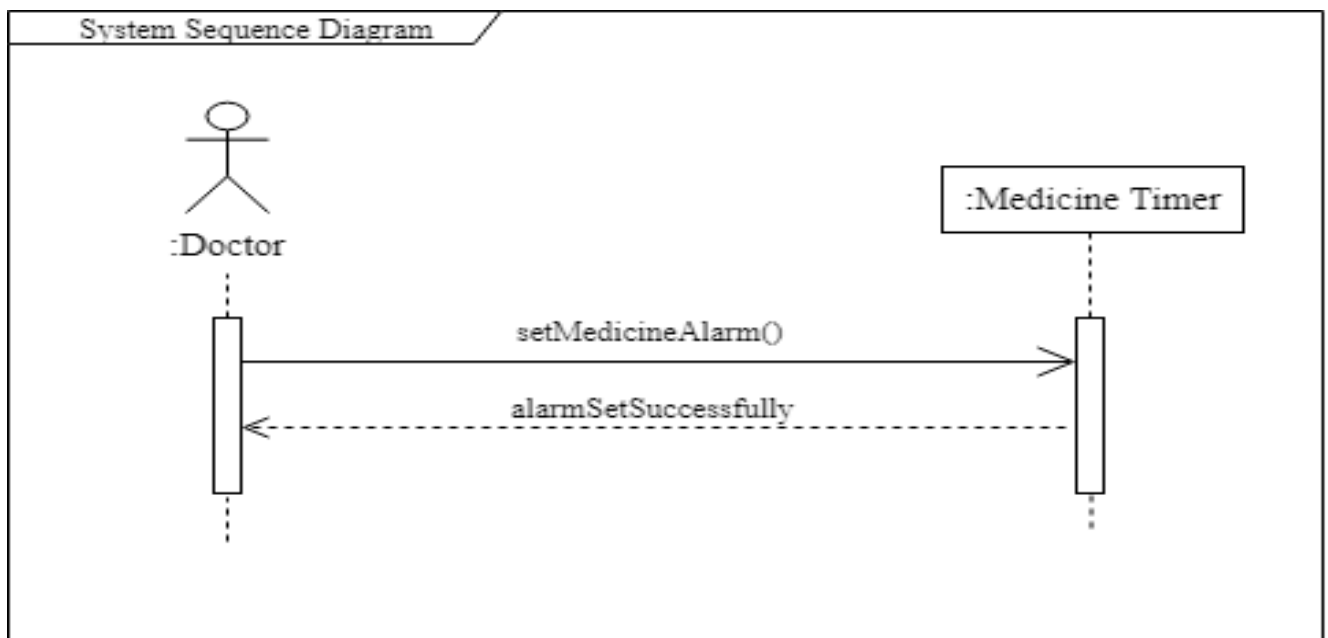 System Sequence Diagram
:Medicine Timer
:Doctor
setMedicineAlarm()
alarmSetSuccessfully